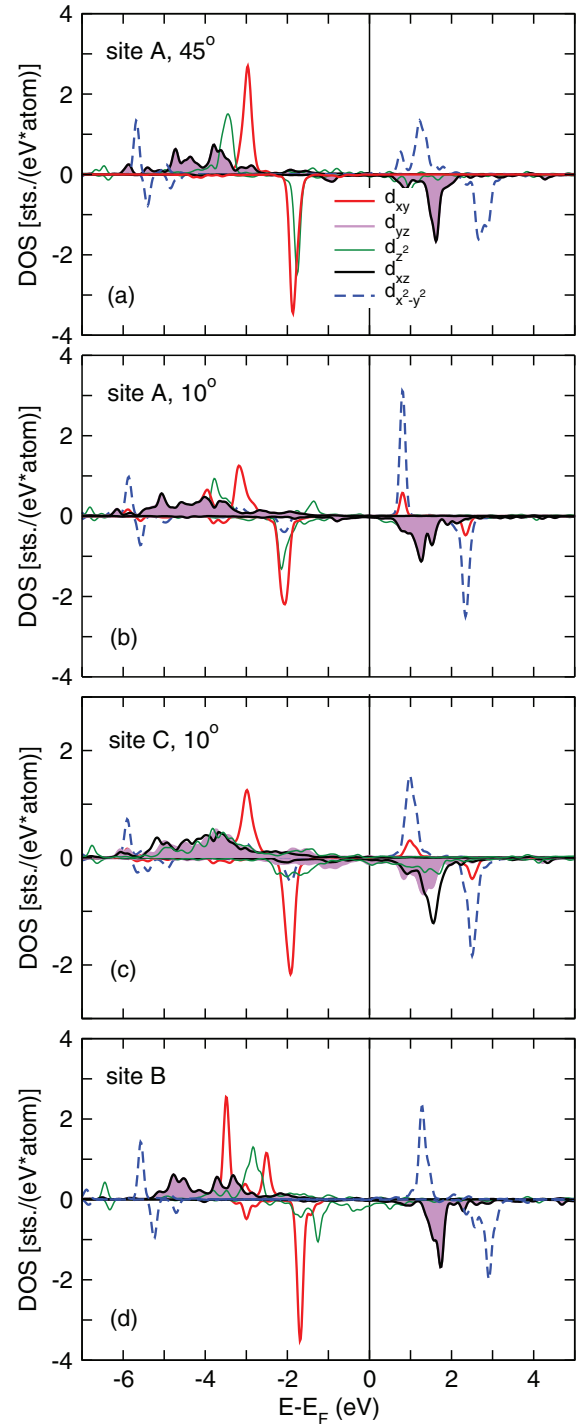 site A, 45°
DOS [sts./(eV*atom)]
2
0
-2
-4
d_xy
d_yz
d_z²
d_xz
d_x²-y²
(a)
4
site A, 10°
DOS [sts./(eV*atom)]
2
0
-2
-4
(b)
site C, 10°
DOS [sts./(eV*atom)]
2
0
-2
(c)
4
site B
DOS [sts./(eV*atom)]
2
0
-2
-4
(d)
-6 -4 -2 0 2 4
E-E_F (eV)